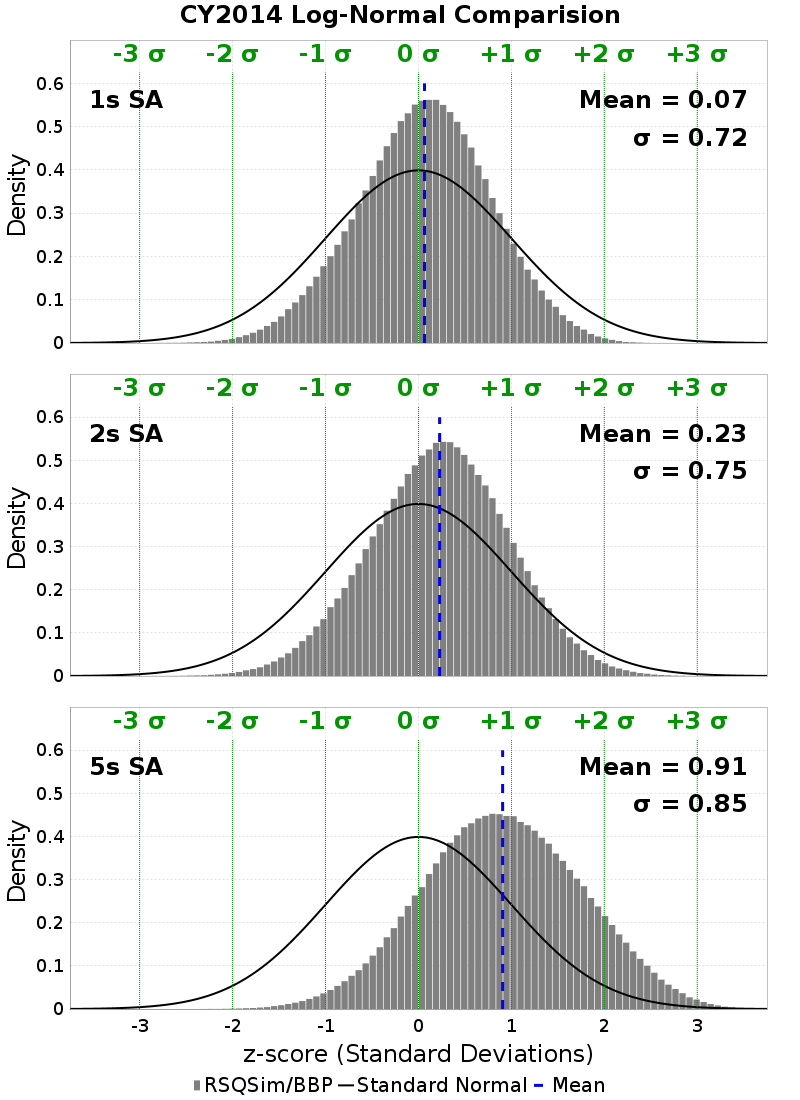 CY2014 Log-Normal Comparision
-3 σ -2 σ -1 σ 0 σ +1 σ +2 σ +3 σ
0.6
1s SA Mean = 0.07
0.5
σ = 0.72
0.4
0.3
0.2
0.1
0
Density
-3 σ -2 σ -1 σ 0 σ +1 σ +2 σ +3 σ
0.6
2s SA Mean = 0.23
0.5
σ = 0.75
0.4
0.3
0.2
0.1
0
Density
-3 σ -2 σ -1 σ 0 σ +1 σ +2 σ +3 σ
0.6
5s SA Mean = 0.91
0.5
σ = 0.85
0.4
0.3
0.2
0.1
0
Density
-3 -2 -1 0 1 2 3
z-score (Standard Deviations)
RSQSim/BBP Standard Normal Mean